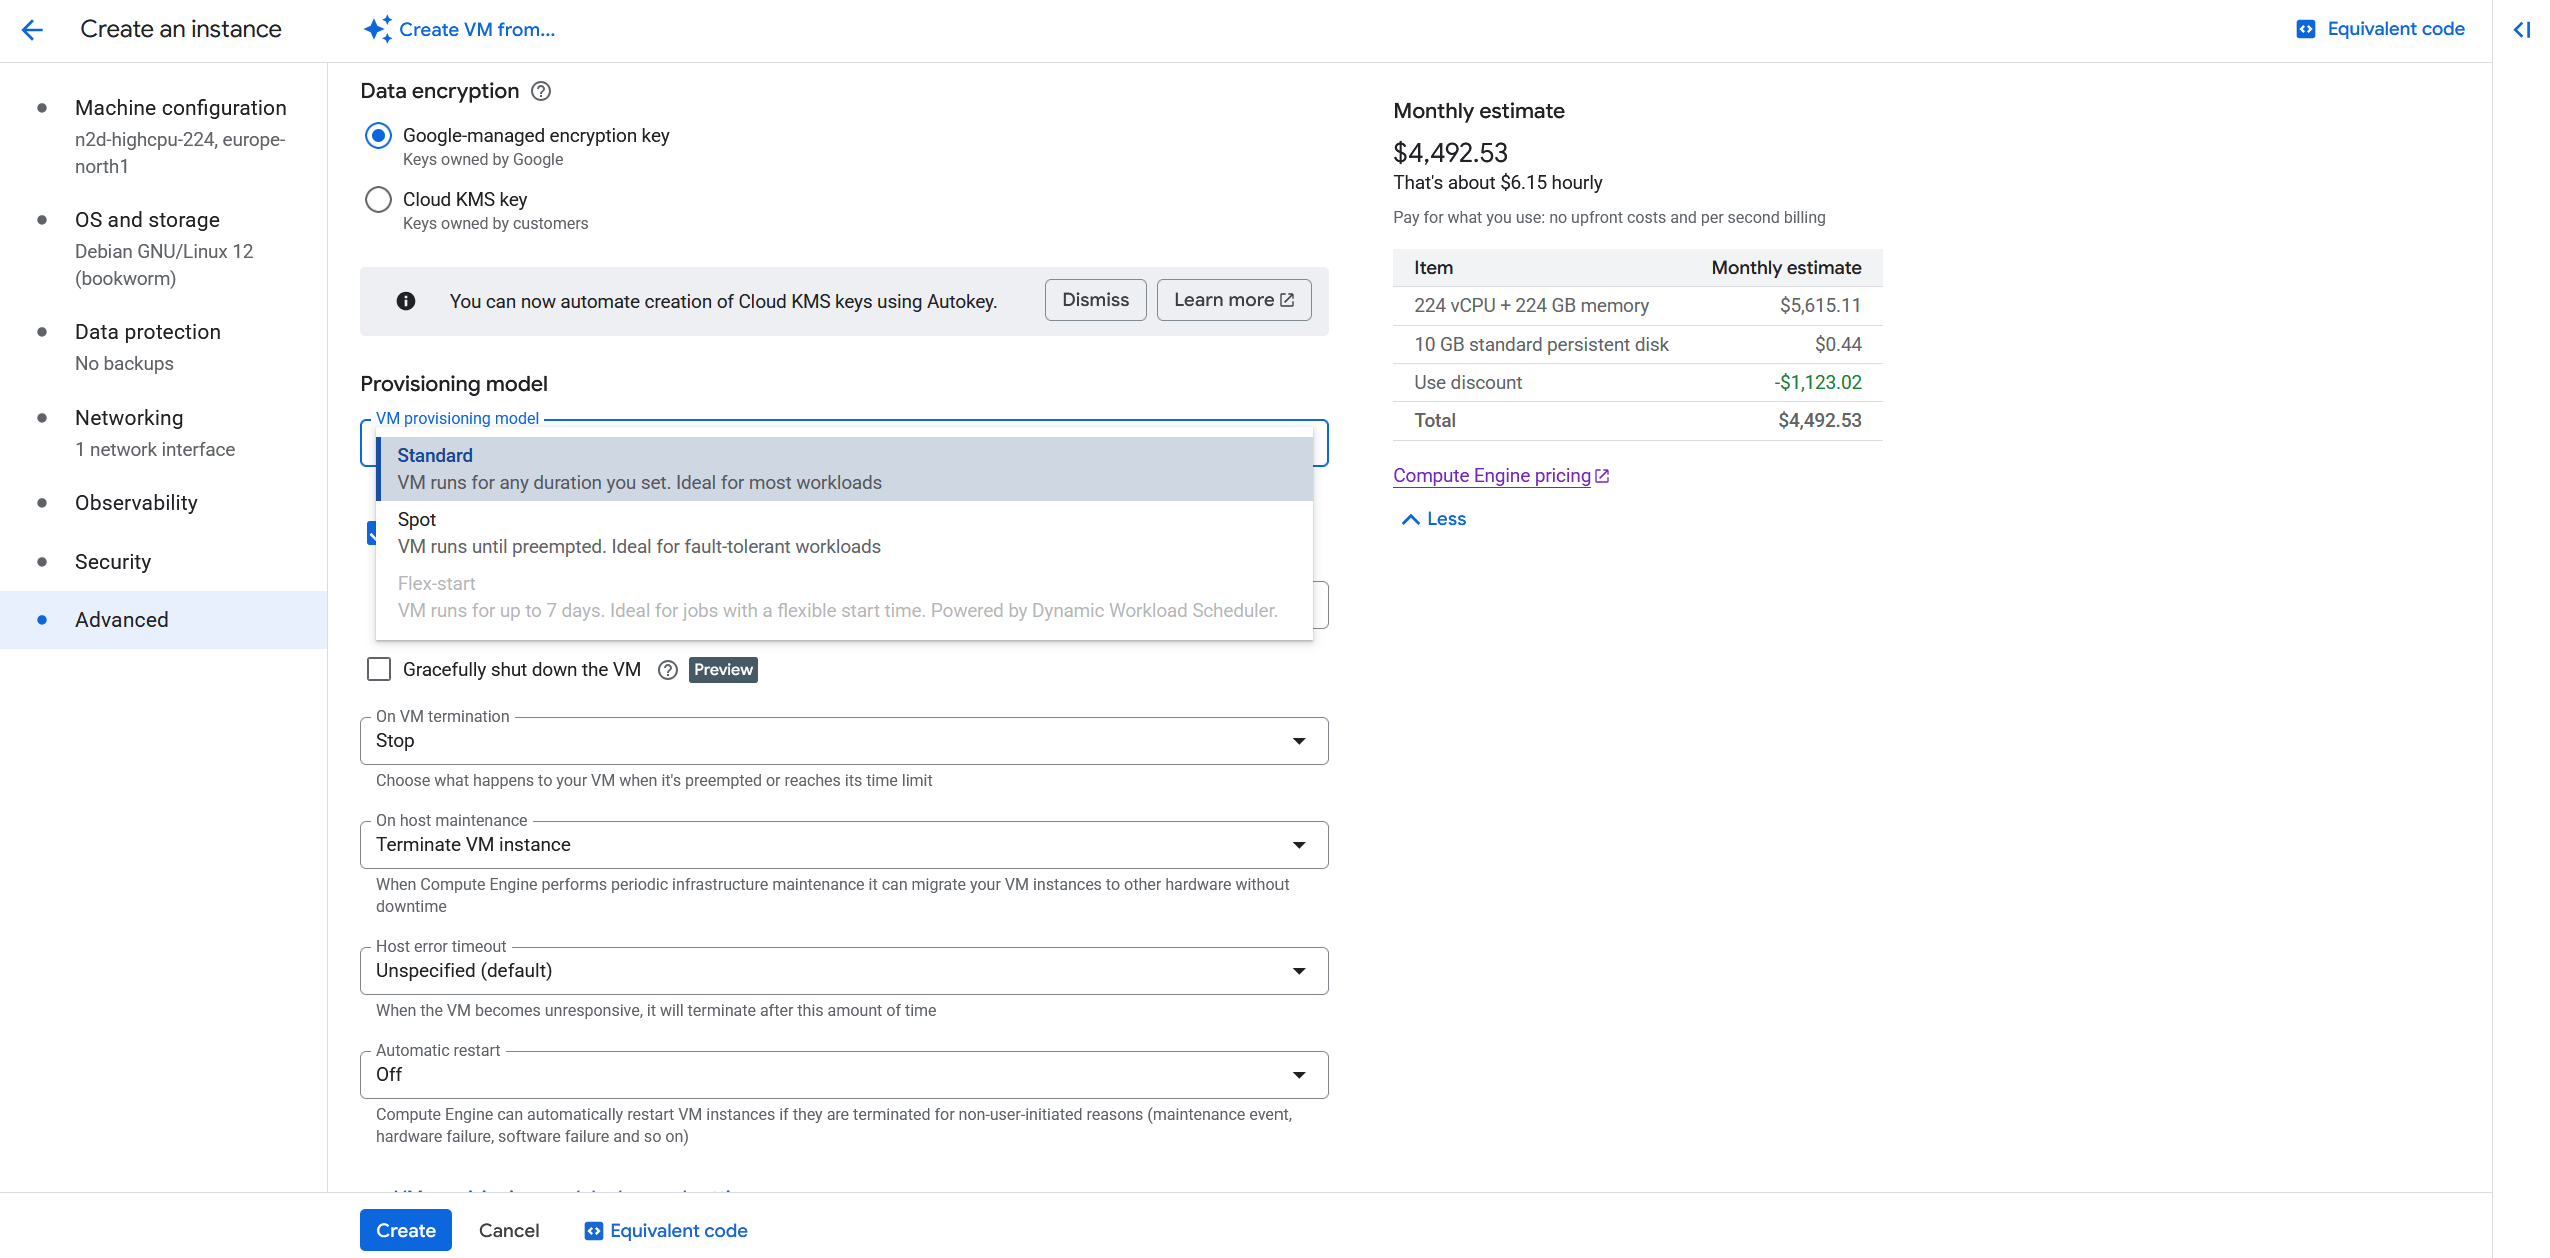 Create an instance
Create VM from...
Equivalent code
Machine configuration
n2d-highcpu-224, europe-
north1
OS and storage
Debian GNU/Linux 12
(bookworm)
Data protection
No backups
Networking
1 network interface
Observability
Security
Advanced
Data encryption
Google-managed encryption key
Keys owned by Google
Cloud KMS key
Keys owned by customers
You can now automate creation of Cloud KMS keys using Autokey.
Dismiss
Learn more
Provisioning model
VM provisioning model
Standard
VM runs for any duration you set. Ideal for most workloads
Spot
VM runs until preempted. Ideal for fault-tolerant workloads
Flex-start
VM runs for up to 7 days. Ideal for jobs with a flexible start time. Powered by Dynamic Workload Scheduler.
Gracefully shut down the VM
Preview
On VM termination
Stop
Choose what happens to your VM when it's preempted or reaches its time limit
On host maintenance
Terminate VM instance
When Compute Engine performs periodic infrastructure maintenance it can migrate your VM instances to other hardware without
downtime
Host error timeout
Unspecified (default)
When the VM becomes unresponsive, it will terminate after this amount of time
Automatic restart
Off
Compute Engine can automatically restart VM instances if they are terminated for non-user-initiated reasons (maintenance event,
hardware failure, software failure and so on)
Create
Cancel
Equivalent code
Monthly estimate
$4,492.53
That's about $6.15 hourly
Pay for what you use: no upfront costs and per second billing
Item Monthly estimate
224 vCPU + 224 GB memory $5,615.11
10 GB standard persistent disk $0.44
Use discount -$1,123.02
Total $4,492.53
Compute Engine pricing
Less